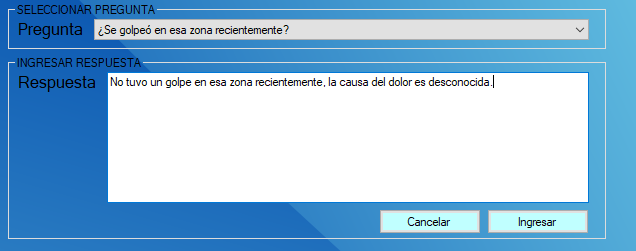 SELECCIONAR PREGUNTA
Pregunta ¿Se golpeó en esa zona recientemente?
INGRESAR RESPUESTA
Respuesta No tuvo un golpe en esa zona recientemente, la causa del dolor es desconocida.
Cancelar Ingresar